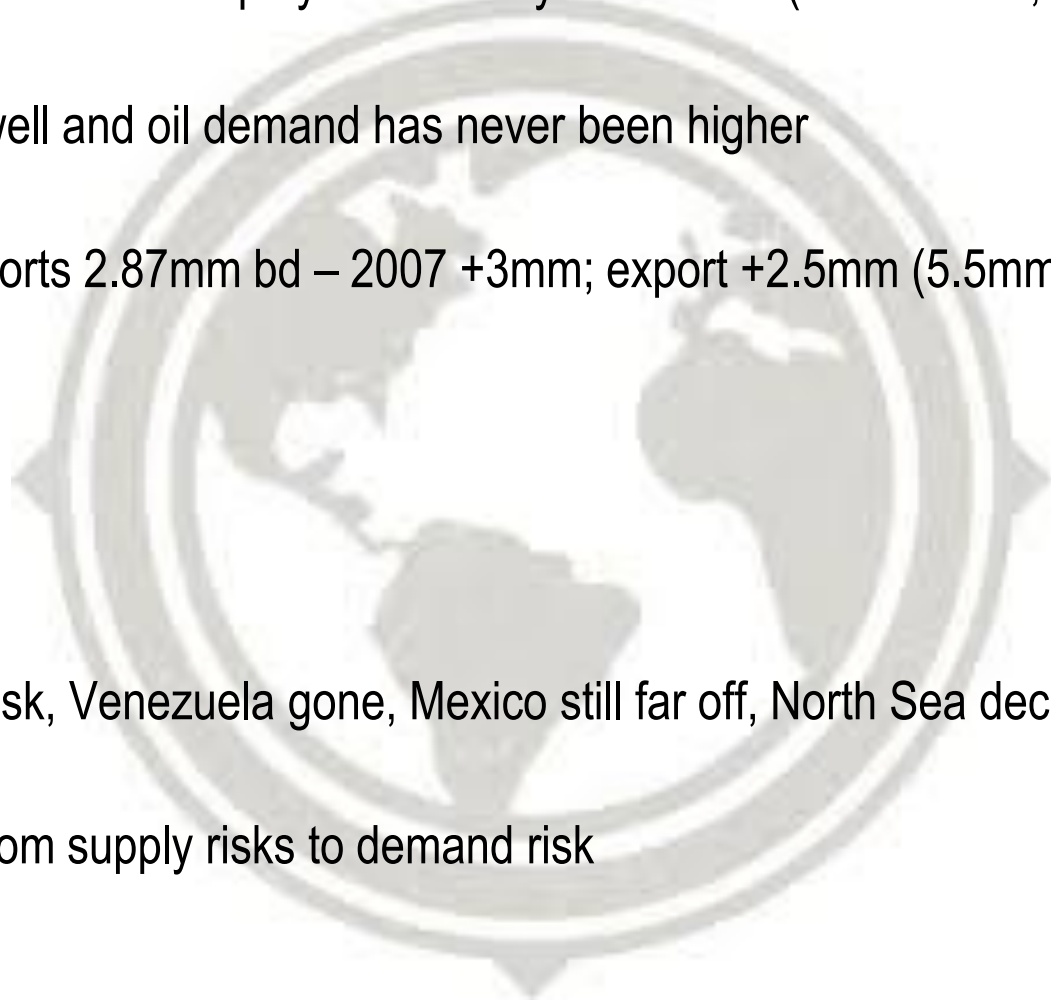 well and oil demand has never been higher
orts 2.87mm bd – 2007 +3mm; export +2.5mm (5.5mm
sk, Venezuela gone, Mexico still far off, North Sea dec
om supply risks to demand risk